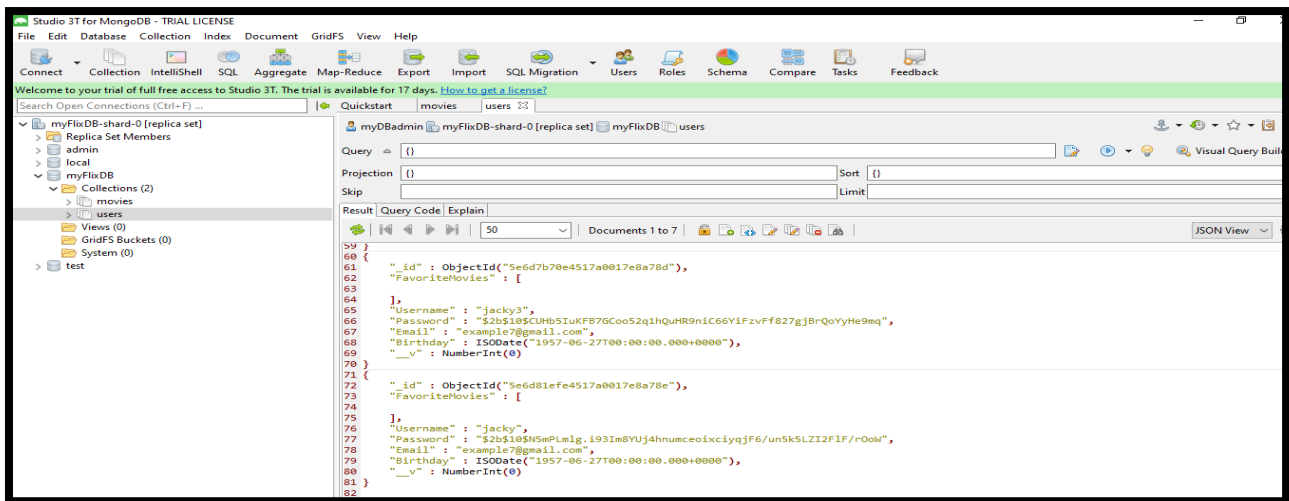 Studio 3T for MongoDB - TRIAL LICENSE
File Edit Database Collection Index Document GridFS View Help
Connect Collection IntelliShell SQL Aggregate Map-Reduce Export Import SQL Migration Users Roles Schema Compare Tasks Feedback
Welcome to your trial of full free access to Studio 3T. The trial is available for 17 days. How to get a license?
Search Open Connections (Ctrl+F) ...
Quickstart movies users
myFlixDB-shard-0 [replica set]
Replica Set Members
admin
local
myFlixDB
Collections (2)
movies
users
Views (0)
GridFS Buckets (0)
System (0)
test
myDBadmin myFlixDB-shard-0 [replica set] myFlixDB users
Query {} Visual Query Buil
Projection {} Sort {}
Skip Limit
Result Query Code Explain
50 Documents 1 to 7 JSON View
59 }
60 {
61 "_id" : ObjectId("5e6d7b70e4517a0017e8a78d"),
62 "FavoriteMovies" : [
63
64 ],
65 "Username" : "jacky3",
66 "Password" : "$2b$10$CUHb5IuKFB7GCoo52q1hQuHR9niC66YiFzvFf827gjBrQoYyHe9mq",
67 "Email" : "example7@gmail.com",
68 "Birthday" : ISODate("1957-06-27T00:00:00.000+0000"),
69 "__v" : NumberInt(0)
70 }
71 {
72 "_id" : ObjectId("5e6d81efe4517a0017e8a78e"),
73 "FavoriteMovies" : [
74
75 ],
76 "Username" : "jacky",
77 "Password" : "$2b$10$N5mPLmlg.i93Im8YUj4hnumceoixciyqjF6/un5k5LZI2FlF/rOoW",
78 "Email" : "example7@gmail.com",
79 "Birthday" : ISODate("1957-06-27T00:00:00.000+0000"),
80 "__v" : NumberInt(0)
81 }
82